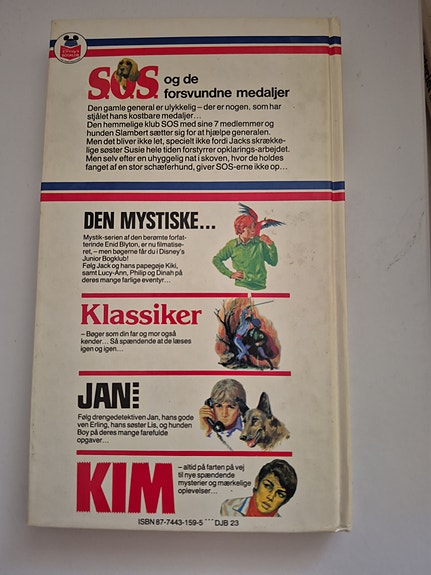 Disney's
S.O.S. og de
forsvundne medaljer
Den gamle general er ulykkelig – der er nogen, som har
stjålet hans kostbare medaljer...
Den hemmelige klub SOS med sine 7 medlemmer og
hunden Slambert sætter sig for at hjælpe generalen.
Men det bliver ikke let, specielt ikke fordi Jacks skrække-
lige søster Susie hele tiden forstyrrer opklarings-arbejdet.
Men selv efter en uhyggelig nat i skoven, hvor de holdes
fanget af en stor schæferhund, giver SOS-erne ikke op...
DEN MYSTISKE...
Mystik-serien af den berømte forfat-
terinde Enid Blyton, er nu filmatise-
ret, – men bøgerne får du i Disney's
Junior Bogklub!
Følg Jack og hans papegøje Kiki,
samt Lucy-Ann, Philip og Dinah på
deres mange farlige eventyr...
Klassiker
– Bøger som din far og mor også
kender... Så spændende at de læses
igen og igen...
JAN...
Følg drengedetektiven Jan, hans gode
ven Erling, hans søster Lis, og hunden
Boy på deres mange farefulde
opgaver...
KIM
– altid på farten på vej
til nye spændende
mysterier og mærkelige
oplevelser...
ISBN 87-7443-159-5 ``` DJB 23